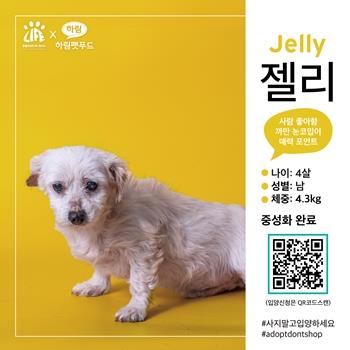 LIFE
X
하림
하림펫푸드
Jelly
젤리
사람 좋아함
까만 눈코입이
매력 포인트
나이: 4살
성별: 남
체중: 4.3kg
중성화 완료
(입양신청은 QR코드스캔)
#사지말고입양하세요
#adoptdontshop